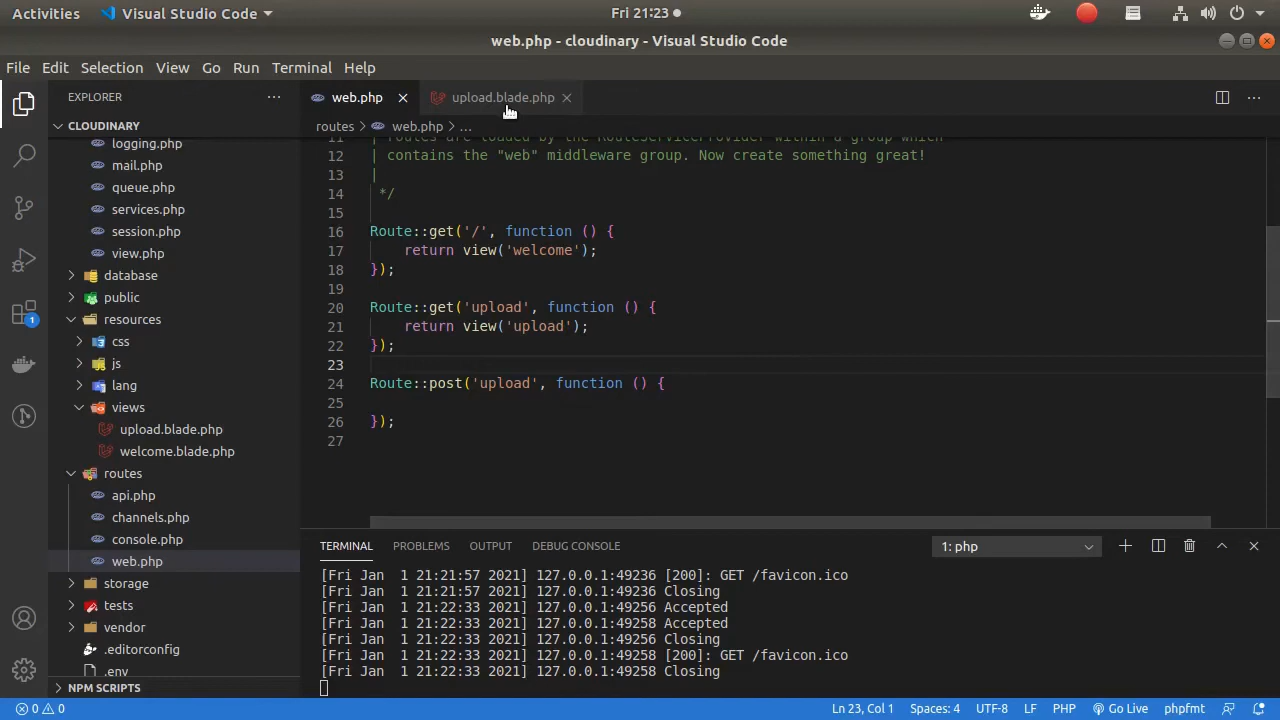 Activities
Visual Studio Code
Fri 21:23
web.php - cloudinary - Visual Studio Code
File Edit Selection View Go Run Terminal Help
EXPLORER
web.php
upload.blade.php
CLOUDINARY
routes > web.php > ...
logging.php
mail.php
queue.php
services.php
session.php
view.php
database
public
resources
css
js
lang
views
upload.blade.php
welcome.blade.php
routes
api.php
channels.php
console.php
web.php
storage
tests
vendor
.editorconfig
.env
NPM SCRIPTS
1
11 | routes are loaded by the RouteServiceProvider within a group which
12 | contains the "web" middleware group. Now create something great!
13 |
14 */
15
16 Route::get('/', function () {
17 return view('welcome');
18 });
19
20 Route::get('upload', function () {
21 return view('upload');
22 });
23
24 Route::post('upload', function () {
25
26 });
27
TERMINAL PROBLEMS OUTPUT DEBUG CONSOLE 1: php
[Fri Jan 1 21:21:57 2021] 127.0.0.1:49236 [200]: GET /favicon.ico
[Fri Jan 1 21:21:57 2021] 127.0.0.1:49236 Closing
[Fri Jan 1 21:22:33 2021] 127.0.0.1:49256 Accepted
[Fri Jan 1 21:22:33 2021] 127.0.0.1:49258 Accepted
[Fri Jan 1 21:22:33 2021] 127.0.0.1:49256 Closing
[Fri Jan 1 21:22:33 2021] 127.0.0.1:49258 [200]: GET /favicon.ico
[Fri Jan 1 21:22:33 2021] 127.0.0.1:49258 Closing
0 0 Ln 23, Col 1 Spaces: 4 UTF-8 LF PHP Go Live phpfmt